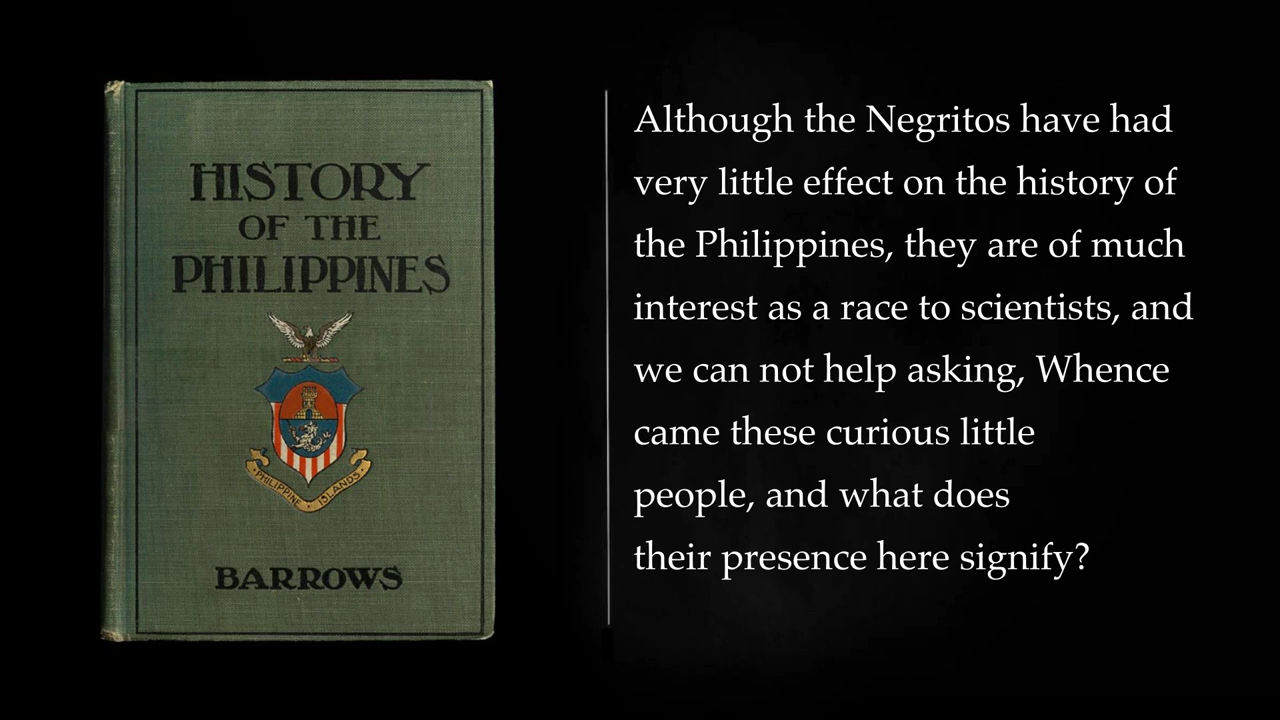 HISTORY
OF THE
PHILIPPINES
PHILIPPINE ISLANDS
BARROWS
Although the Negritos have had
very little effect on the history of
the Philippines, they are of much
interest as a race to scientists, and
we can not help asking, Whence
came these curious little
people, and what does
their presence here signify?